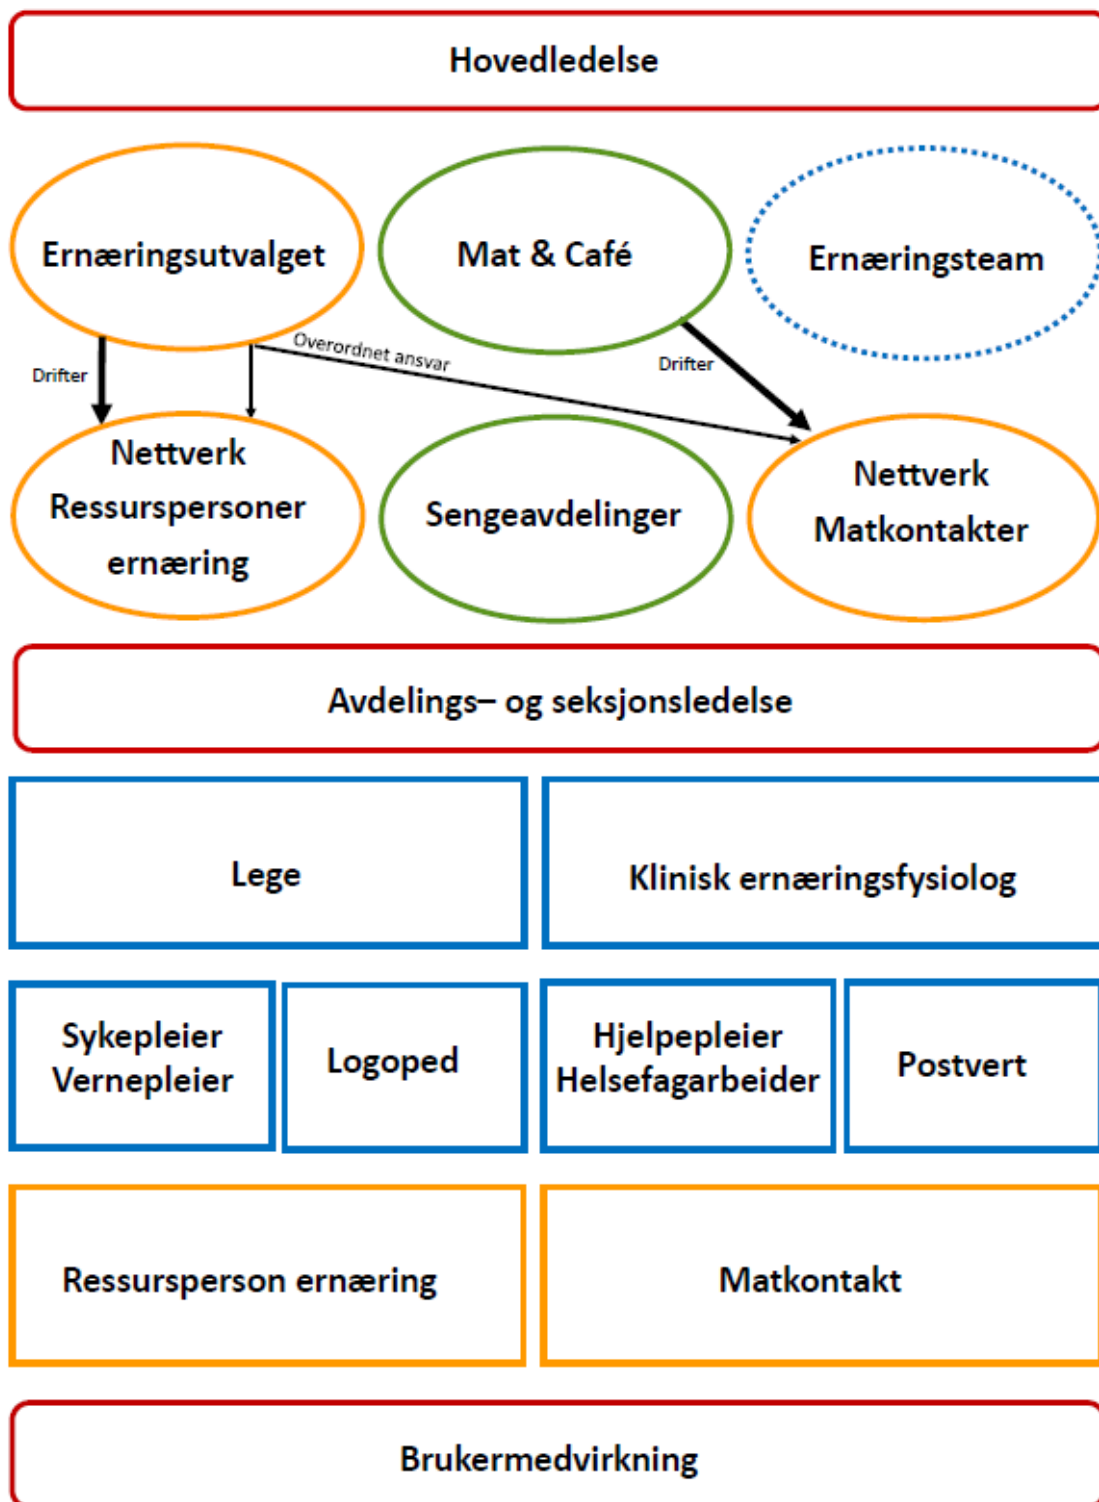 Hovedledelse
Ernæringsutvalget
Mat & Café
Ernæringsteam
Drifter
Overordnet ansvar
Drifter
Nettverk
Ressurspersoner
ernæring
Sengeavdelinger
Nettverk
Matkontakter
Avdelings– og seksjonsledelse
Lege
Klinisk ernæringsfysiolog
Sykepleier
Vernepleier
Logoped
Hjelpepleier
Helsefagarbeider
Postvert
Ressursperson ernæring
Matkontakt
Brukermedvirkning